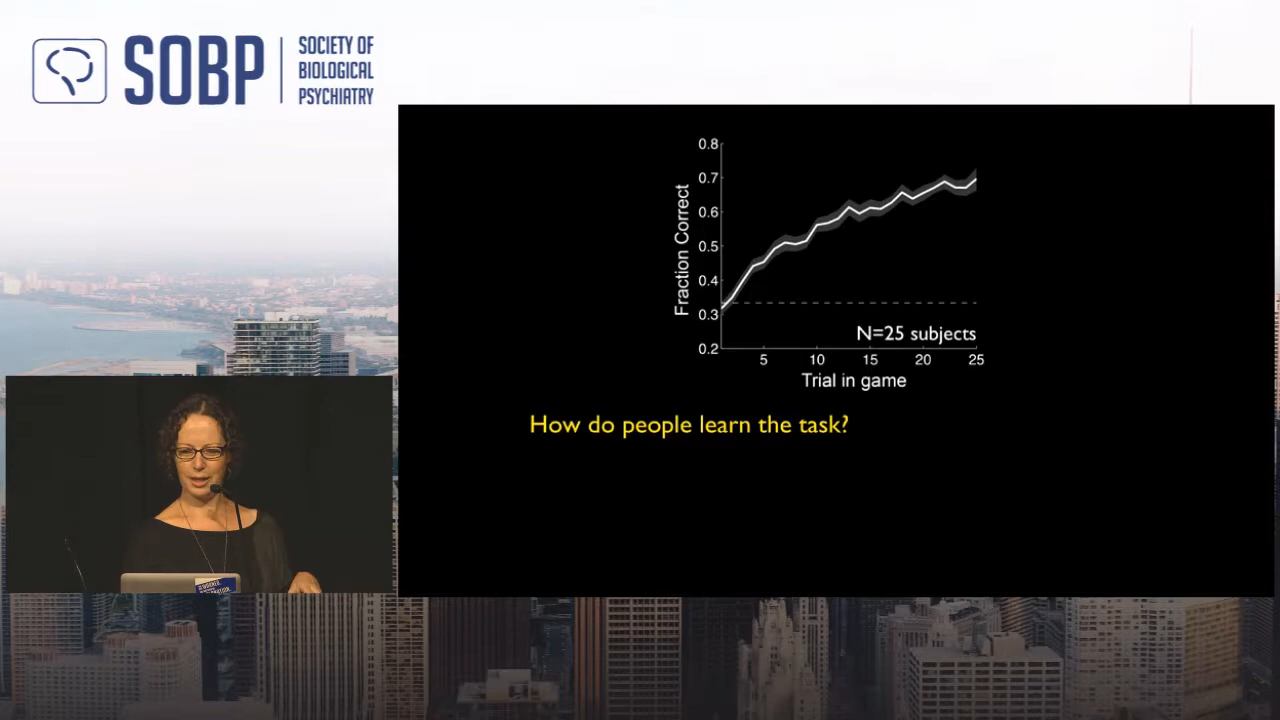 SOBP
SOCIETY OF
BIOLOGICAL
PSYCHIATRY
0.8
0.7
0.6
0.5
0.4
0.3
0.2
Fraction Correct
N=25 subjects
5 10 15 20 25
Trial in game
How do people learn the task?